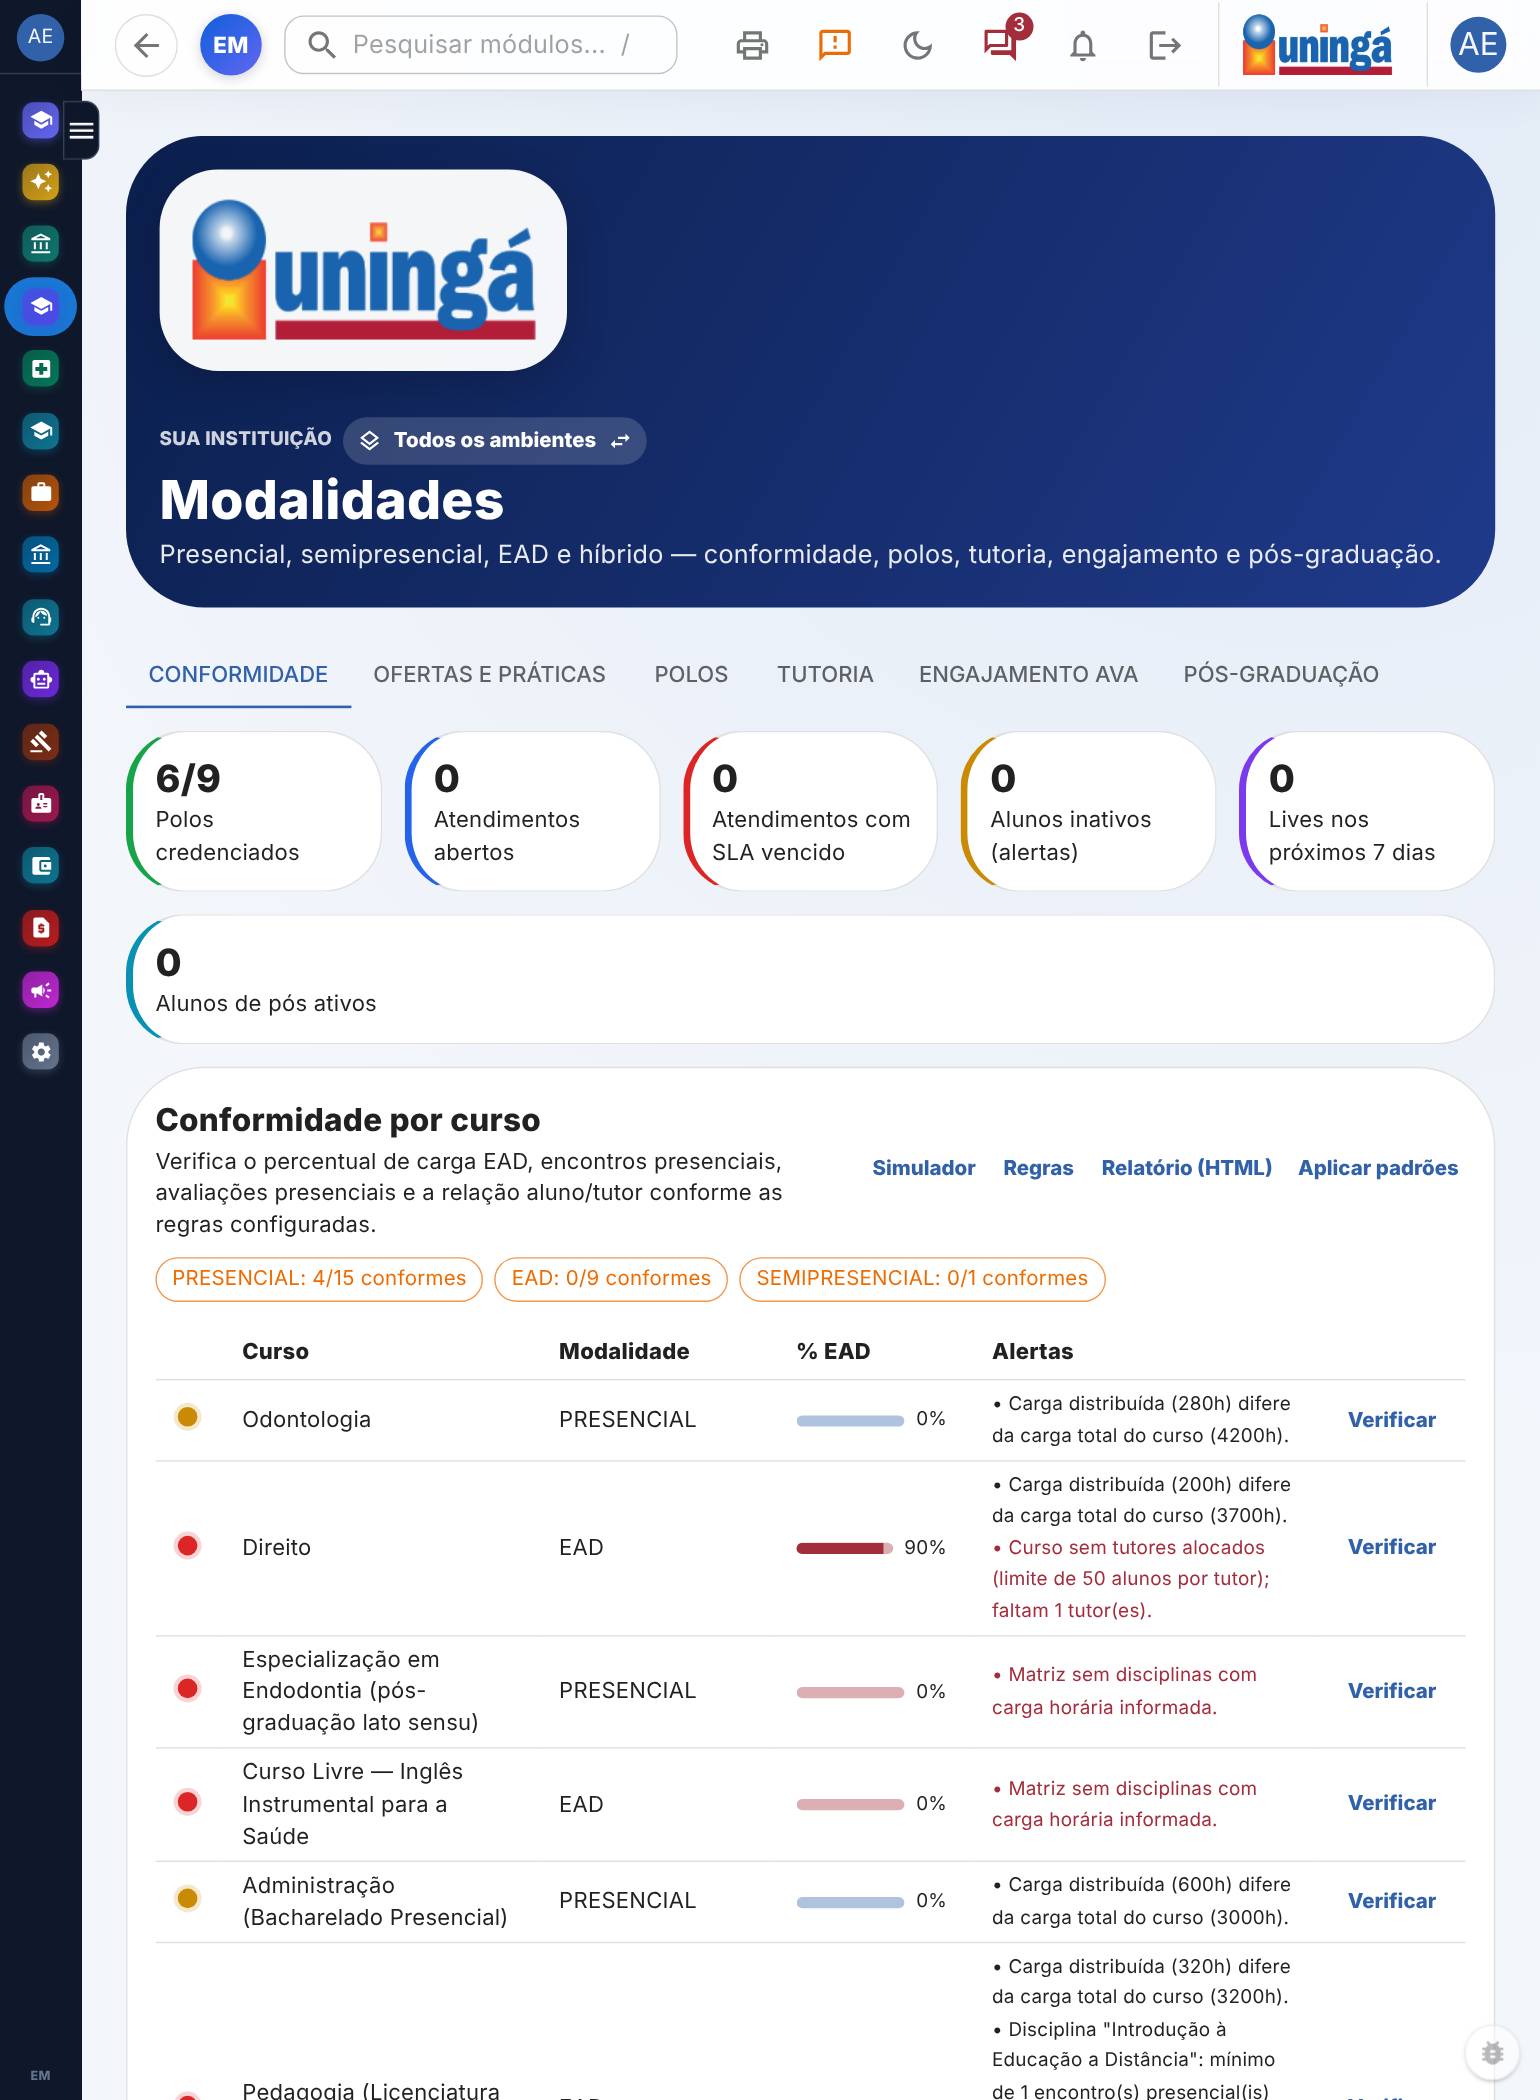 AE
EM
Pesquisar módulos... /
3
uningá
AE
uningá
SUA INSTITUIÇÃO
Todos os ambientes
Modalidades
Presencial, semipresencial, EAD e híbrido — conformidade, polos, tutoria, engajamento e pós-graduação.
CONFORMIDADE
OFERTAS E PRÁTICAS
POLOS
TUTORIA
ENGAJAMENTO AVA
PÓS-GRADUAÇÃO
6/9
Polos
credenciados
0
Atendimentos
abertos
0
Atendimentos com
SLA vencido
0
Alunos inativos
(alertas)
0
Lives nos
próximos 7 dias
0
Alunos de pós ativos
Conformidade por curso
Verifica o percentual de carga EAD, encontros presenciais,
avaliações presenciais e a relação aluno/tutor conforme as
regras configuradas.
Simulador
Regras
Relatório (HTML)
Aplicar padrões
PRESENCIAL: 4/15 conformes
EAD: 0/9 conformes
SEMIPRESENCIAL: 0/1 conformes
Curso
Modalidade
% EAD
Alertas
Odontologia
PRESENCIAL
0%
• Carga distribuída (280h) difere
da carga total do curso (4200h).
Verificar
Direito
EAD
90%
• Carga distribuída (200h) difere
da carga total do curso (3700h).
• Curso sem tutores alocados
(limite de 50 alunos por tutor);
faltam 1 tutor(es).
Verificar
Especialização em
Endodontia (pós-
graduação lato sensu)
PRESENCIAL
0%
• Matriz sem disciplinas com
carga horária informada.
Verificar
Curso Livre — Inglês
Instrumental para a
Saúde
EAD
0%
• Matriz sem disciplinas com
carga horária informada.
Verificar
Administração
(Bacharelado Presencial)
PRESENCIAL
0%
• Carga distribuída (600h) difere
da carga total do curso (3000h).
Verificar
• Carga distribuída (320h) difere
da carga total do curso (3200h).
• Disciplina "Introdução à
Educação a Distância": mínimo
de 1 encontro(s) presencial(is)
Pedagogia (Licenciatura
EM